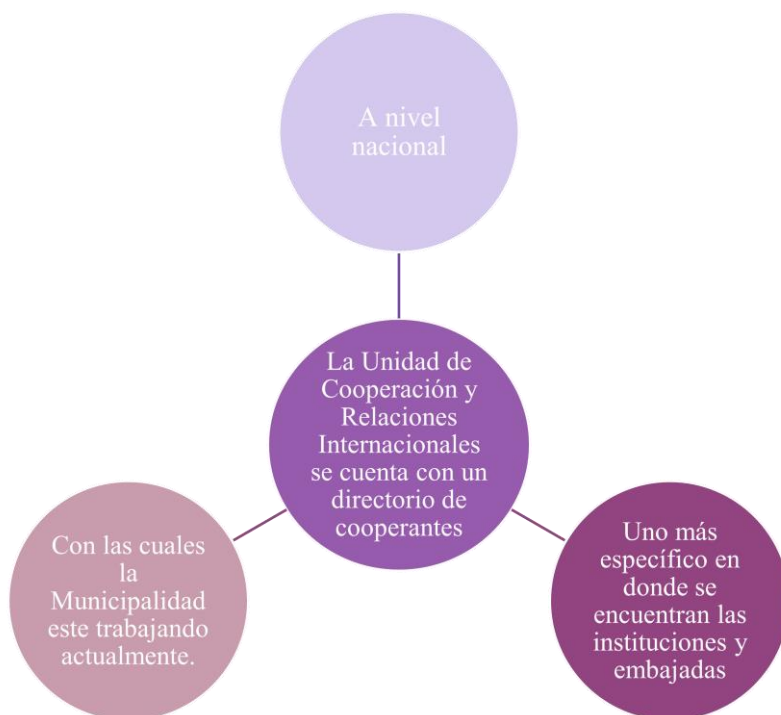 A nivel
nacional
La Unidad de
Cooperación y
Relaciones
Internacionales
se cuenta con un
directorio de
cooperantes
Uno más
específico en
donde se
encuentran las
instituciones y
embajadas
Con las cuales
la
Municipalidad
este trabajando
actualmente.